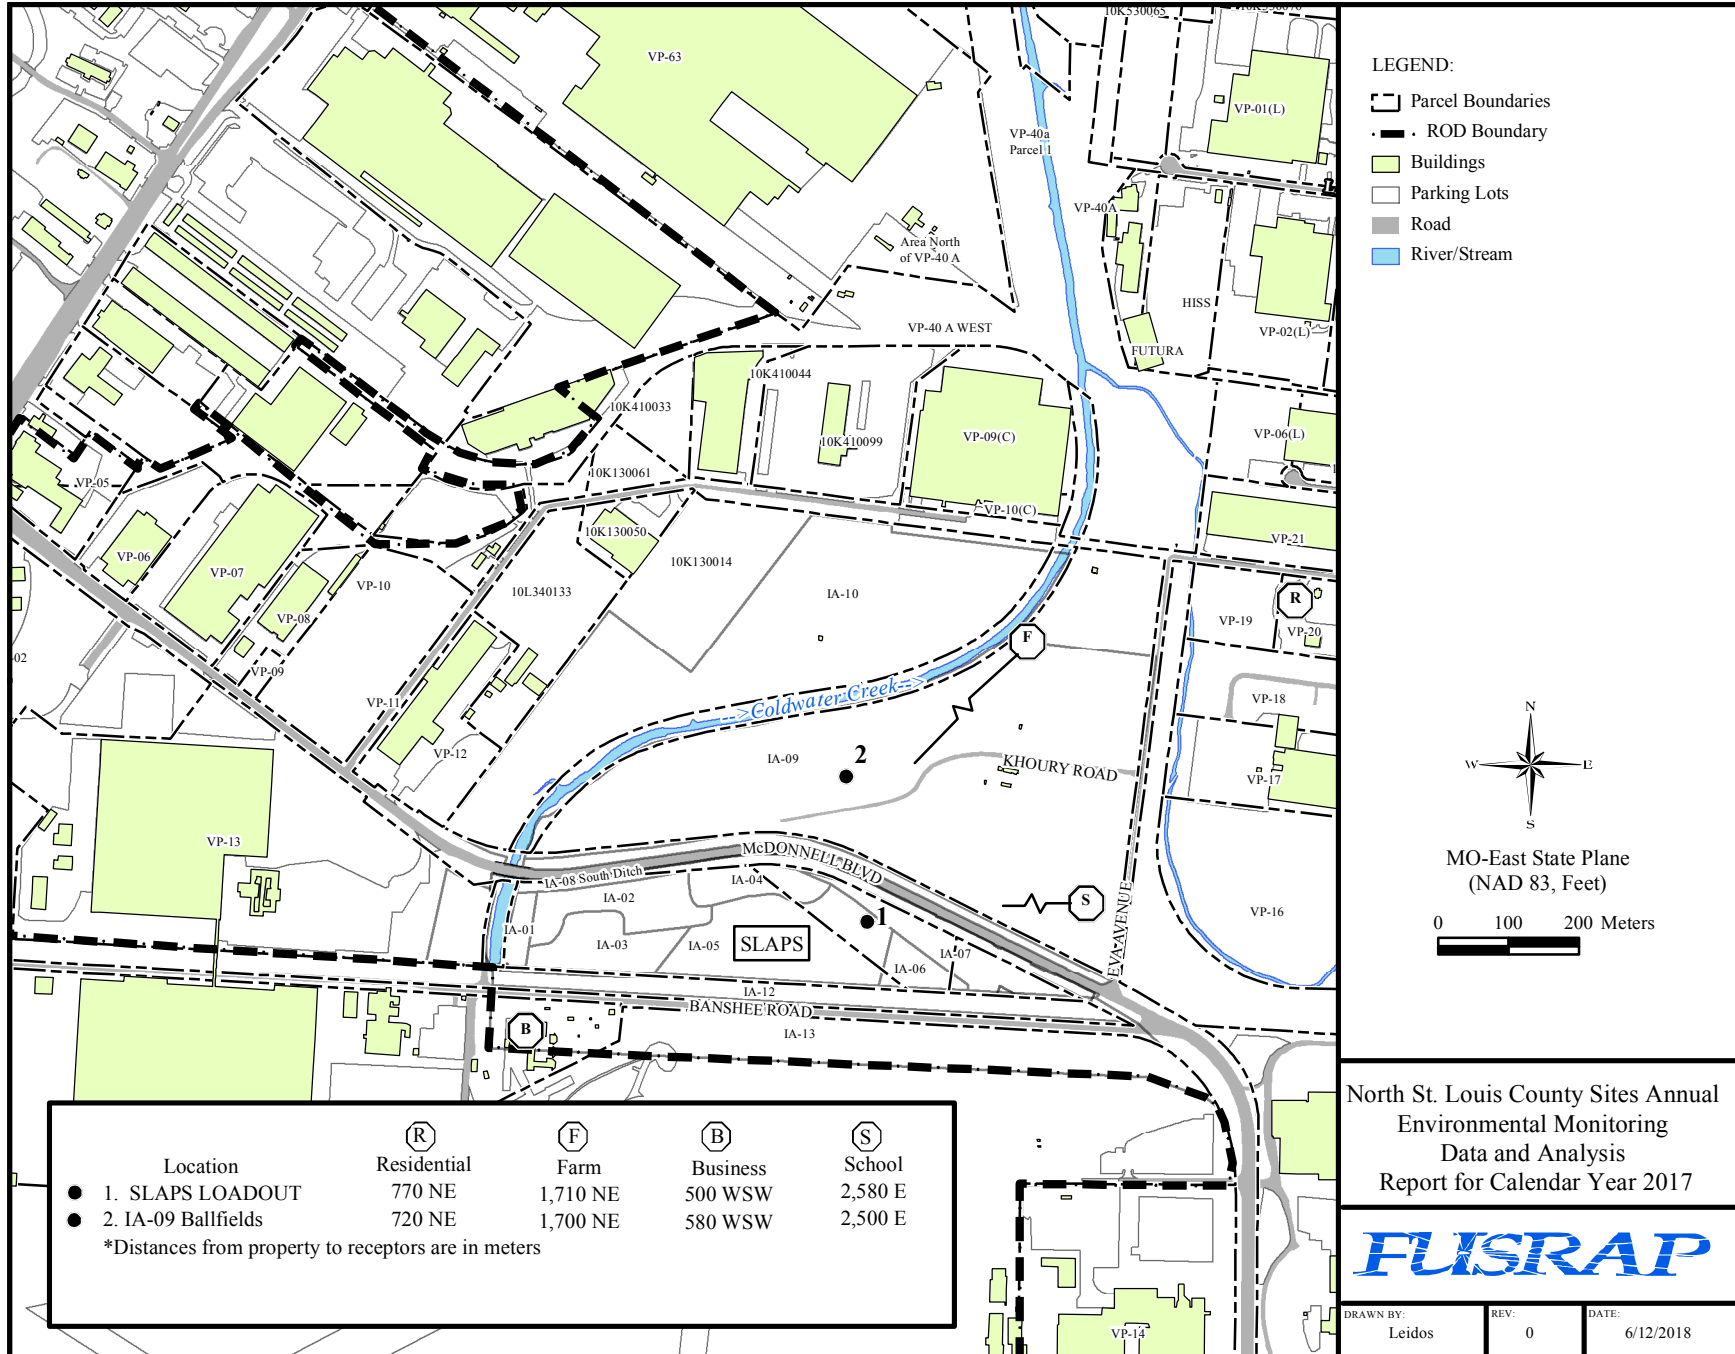 10K530065
VP-63
VP-01(L)
VP-40a
Parcel 1
VP-40A
Area North
of VP-40 A
HISS
VP-40 A WEST
VP-02(L)
FUTURA
10K410044
10K410033
10K410099
VP-09(C)
VP-06(L)
10K130061
VP-05
VP-10(C)
10K130050
VP-21
VP-06
VP-07
10K130014
VP-10
10L340133
IA-10
R
VP-08
VP-19
VP-20
F
02
VP-09
VP-11
-->Coldwater Creek-->
VP-18
VP-12
IA-09
2
KHOURY ROAD
VP-17
VP-13
McDONNELL BLVD
IA-08 South Ditch
IA-04
IA-02
S
EVA AVENUE
VP-16
1
IA-01
IA-03
IA-05
SLAPS
IA-07
IA-06
IA-12
BANSHEE ROAD
B
IA-13
VP-14
R
F
B
S
Location
Residential
Farm
Business
School
1. SLAPS LOADOUT
770 NE
1,710 NE
500 WSW
2,580 E
2. IA-09 Ballfields
720 NE
1,700 NE
580 WSW
2,500 E
*Distances from property to receptors are in meters
LEGEND:
Parcel Boundaries
ROD Boundary
Buildings
Parking Lots
Road
River/Stream
N
W
E
S
MO-East State Plane
(NAD 83, Feet)
0 100 200 Meters
North St. Louis County Sites Annual
Environmental Monitoring
Data and Analysis
Report for Calendar Year 2017
FUSRAP
DRAWN BY:
Leidos
REV:
0
DATE:
6/12/2018